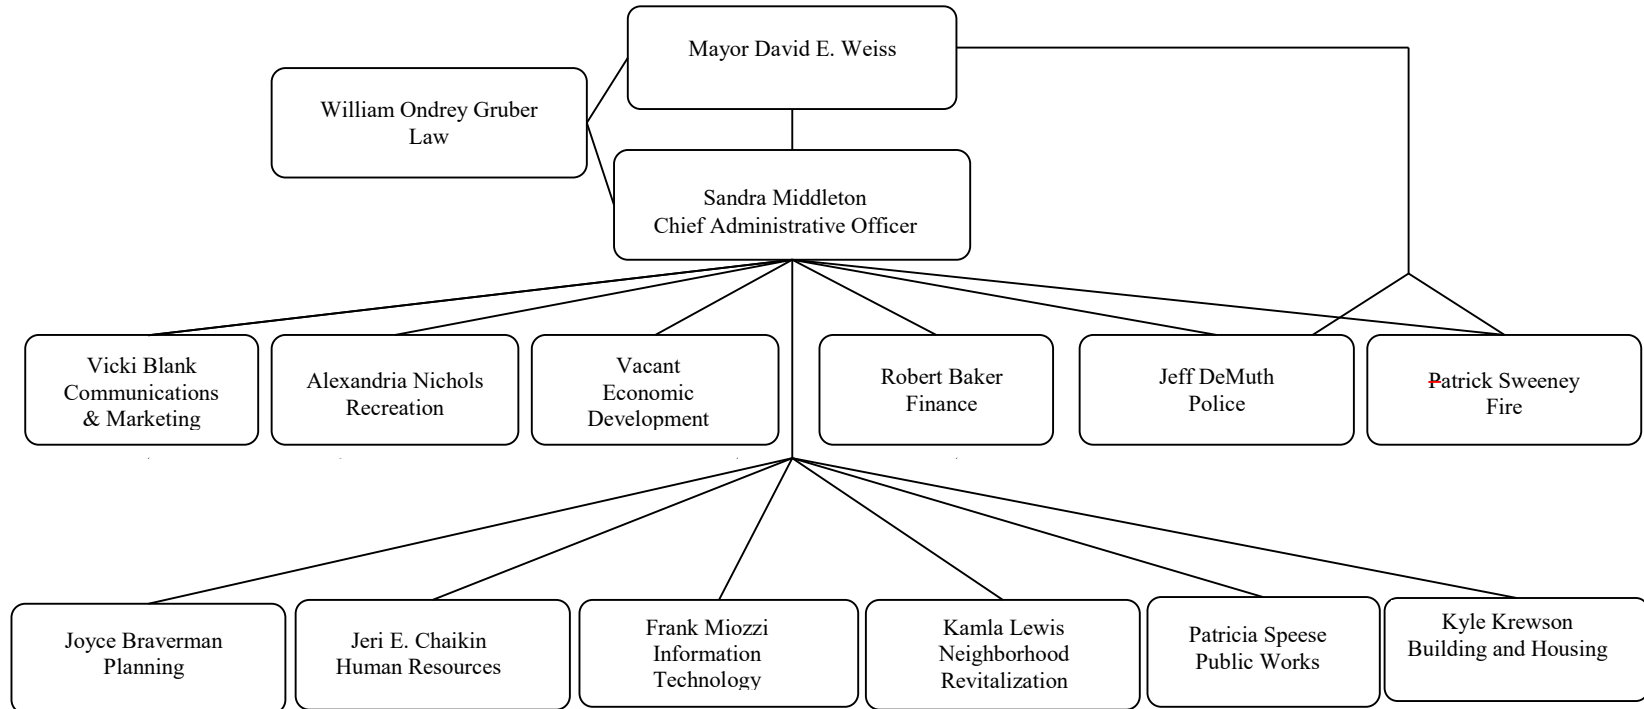 Mayor David E. Weiss
William Ondrey Gruber
Law
Sandra Middleton
Chief Administrative Officer
Vicki Blank
Communications
& Marketing
Alexandria Nichols
Recreation
Vacant
Economic
Development
Robert Baker
Finance
Jeff DeMuth
Police
Patrick Sweeney
Fire
Joyce Braverman
Planning
Jeri E. Chaikin
Human Resources
Frank Miozzi
Information
Technology
Kamla Lewis
Neighborhood
Revitalization
Patricia Speese
Public Works
Kyle Krewson
Building and Housing